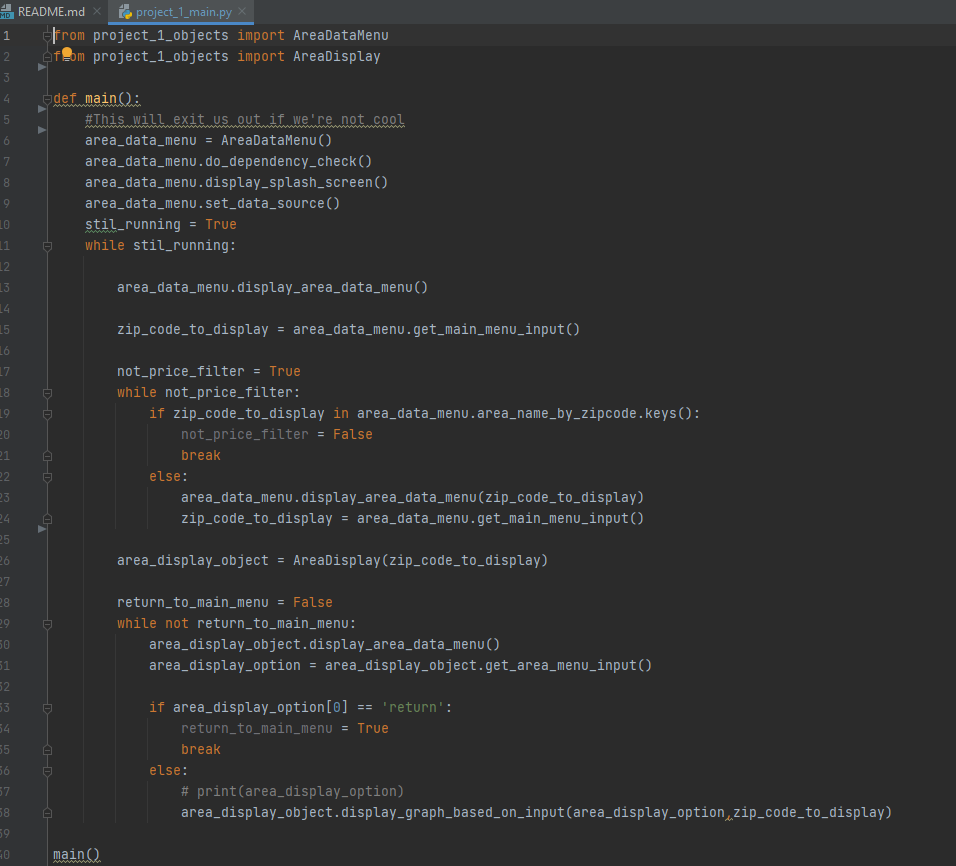 README.md
project_1_main.py
1 from project_1_objects import AreaDataMenu
2 from project_1_objects import AreaDisplay
3
4 def main():
5 #This will exit us out if we're not cool
6 area_data_menu = AreaDataMenu()
7 area_data_menu.do_dependency_check()
8 area_data_menu.display_splash_screen()
9 area_data_menu.set_data_source()
10 stil_running = True
11 while stil_running:
12
13 area_data_menu.display_area_data_menu()
14
15 zip_code_to_display = area_data_menu.get_main_menu_input()
16
17 not_price_filter = True
18 while not_price_filter:
19 if zip_code_to_display in area_data_menu.area_name_by_zipcode.keys():
20 not_price_filter = False
21 break
22 else:
23 area_data_menu.display_area_data_menu(zip_code_to_display)
24 zip_code_to_display = area_data_menu.get_main_menu_input()
25
26 area_display_object = AreaDisplay(zip_code_to_display)
27
28 return_to_main_menu = False
29 while not return_to_main_menu:
30 area_display_object.display_area_data_menu()
31 area_display_option = area_display_object.get_area_menu_input()
32
33 if area_display_option[0] == 'return':
34 return_to_main_menu = True
35 break
36 else:
37 # print(area_display_option)
38 area_display_object.display_graph_based_on_input(area_display_option,zip_code_to_display)
39
40 main()